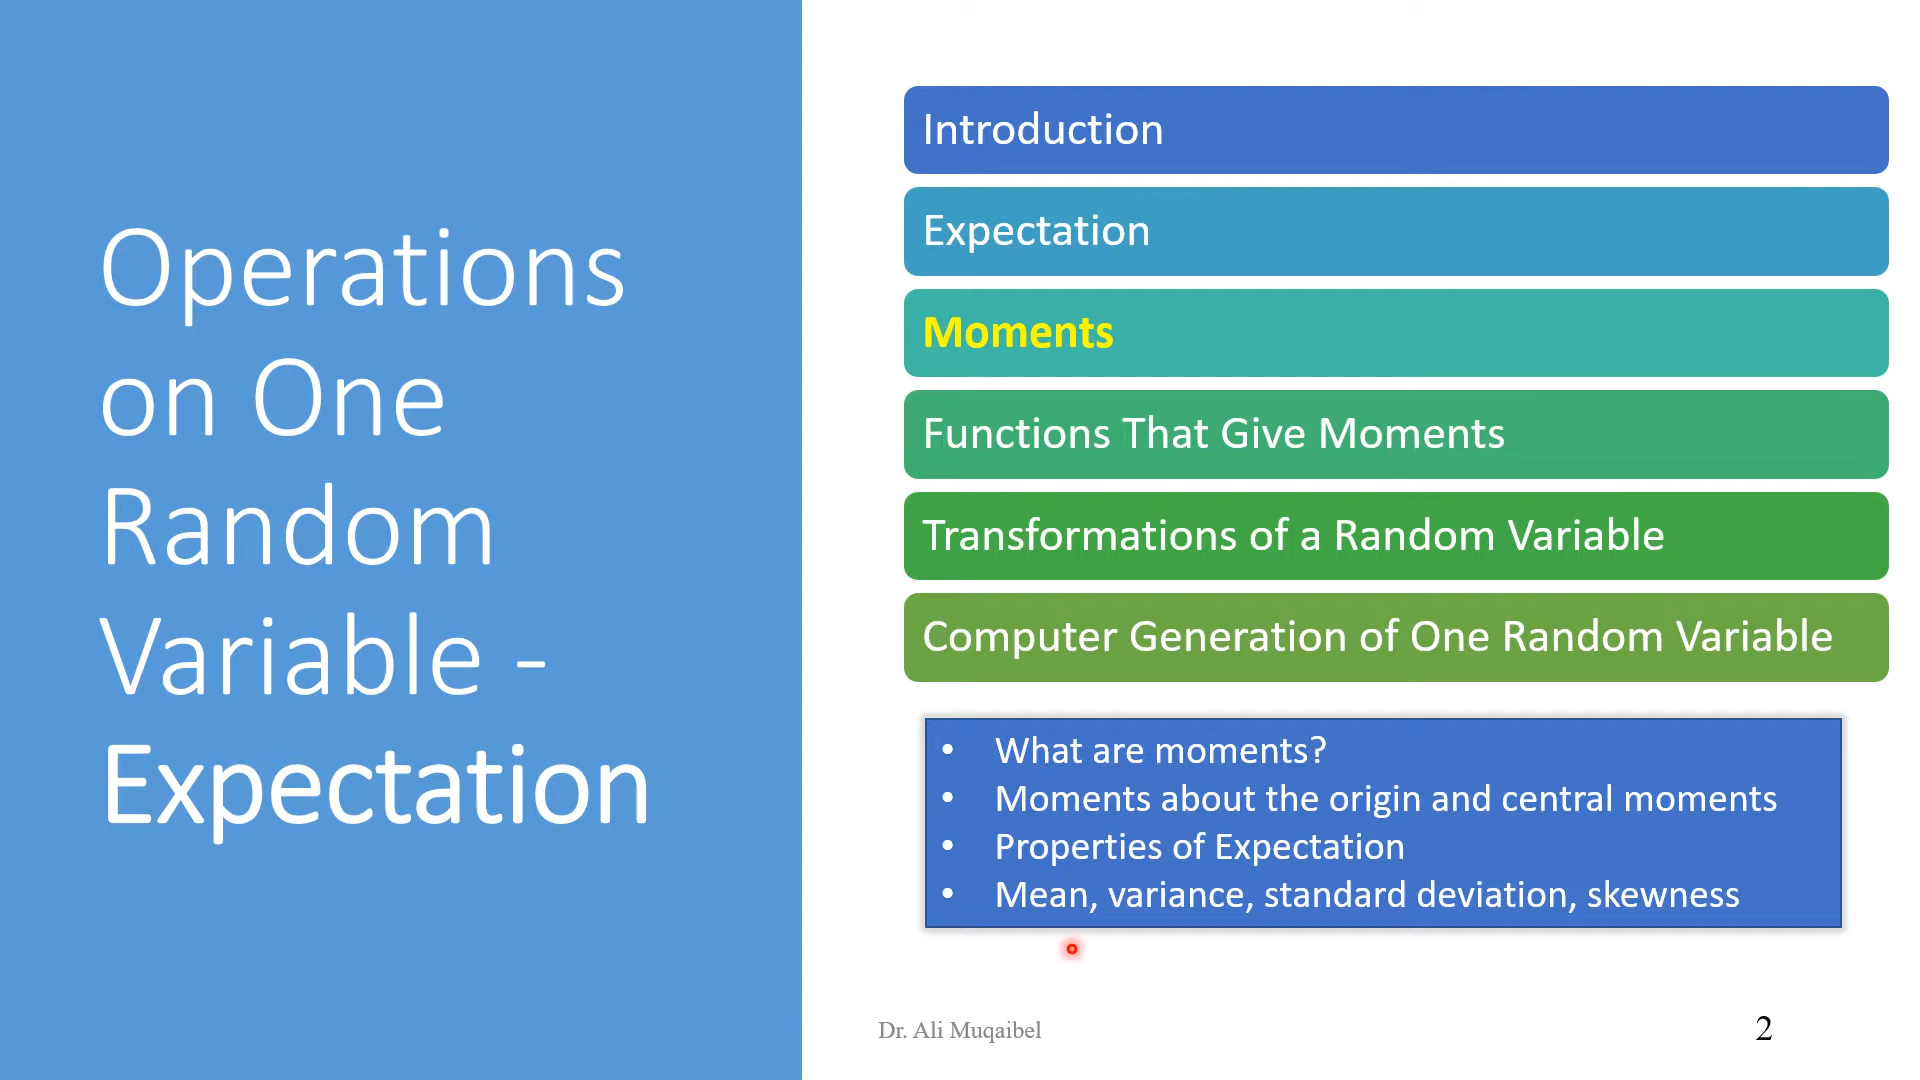 Operations
on One
Random
Variable -
Expectation
Introduction
Expectation
Moments
Functions That Give Moments
Transformations of a Random Variable
Computer Generation of One Random Variable
• What are moments?
• Moments about the origin and central moments
• Properties of Expectation
• Mean, variance, standard deviation, skewness
Dr. Ali Muqaibel
2